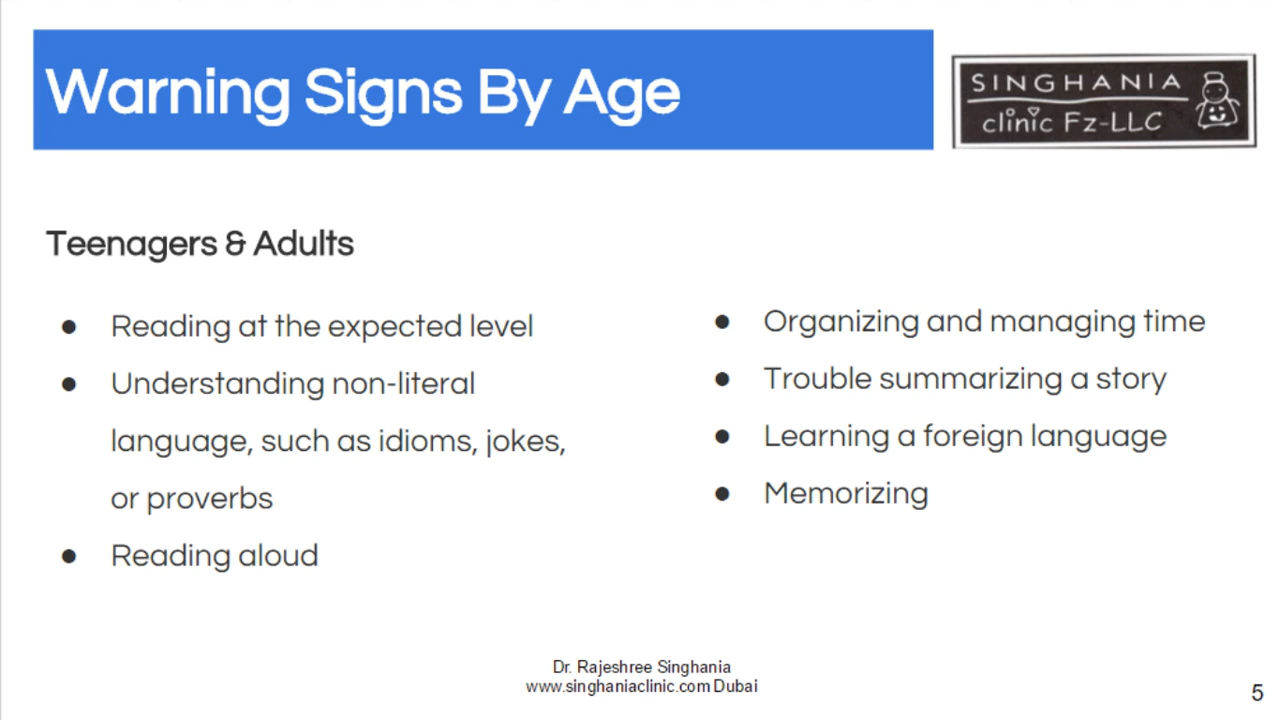 Warning Signs By Age
SINGHANIA
clinic Fz-LLC
Teenagers & Adults
● Reading at the expected level
● Understanding non-literal
language, such as idioms, jokes,
or proverbs
● Reading aloud
● Organizing and managing time
● Trouble summarizing a story
● Learning a foreign language
● Memorizing
Dr. Rajeshree Singhania
www.singhaniaclinic.com Dubai
5